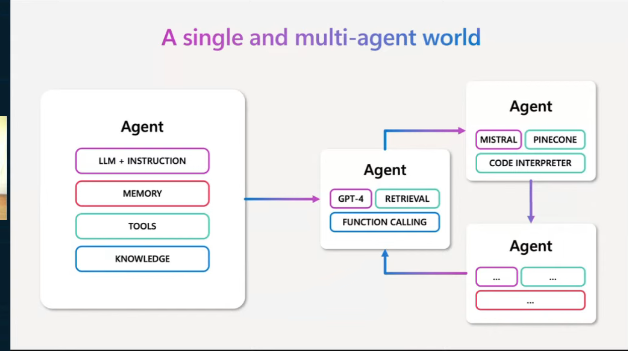 A single and multi-agent world
Agent
LLM + INSTRUCTION
MEMORY
TOOLS
KNOWLEDGE
Agent
GPT-4 RETRIEVAL
FUNCTION CALLING
Agent
MISTRAL PINECONE
CODE INTERPRETER
Agent
... ...
...